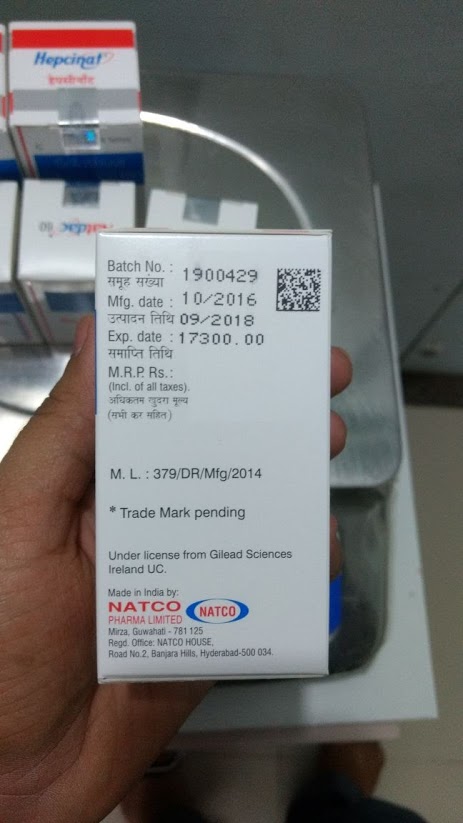 Hepcinat
हेपसीनॅट
Natdac 60
Batch No. : 1900429
समूह संख्या
Mfg. date : 10/2016
उत्पादन तिथि 09/2018
Exp. date : 17300.00
समाप्ति तिथि
M.R.P. Rs.:
(Incl. of all taxes).
अधिकतम खुदरा मूल्य
(सभी कर सहित)
M. L. : 379/DR/Mfg/2014
* Trade Mark pending
Under license from Gilead Sciences
Ireland UC.
Made in India by:
NATCO NATCO
PHARMA LIMITED
Mirza, Guwahati - 781 125
Regd. Office: NATCO HOUSE,
Road No.2, Banjara Hills, Hyderabad-500 034.